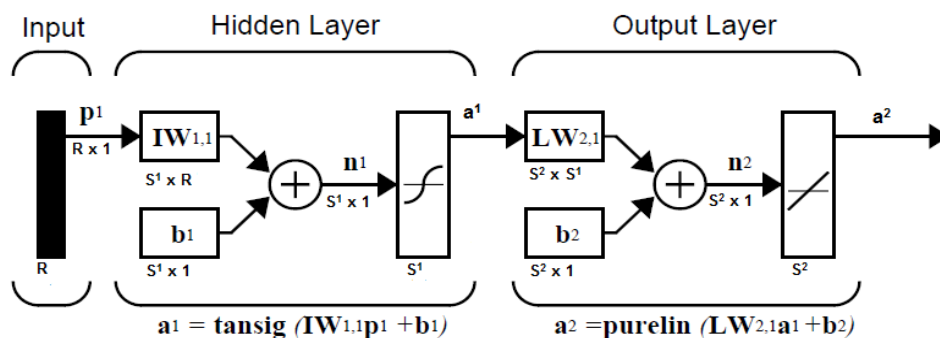 Input Hidden Layer Output Layer
p1 a¹ a²
IW1,1 LW2,1
R x 1
S¹ x R n1 S² x S¹ n2
S¹ x 1 S² x 1
b1 b2
R S¹ x 1 S¹ S² x 1 S²
a1 = tansig (IW1,1p1 +b1) a2 =purelin (LW2,1a1 +b2)